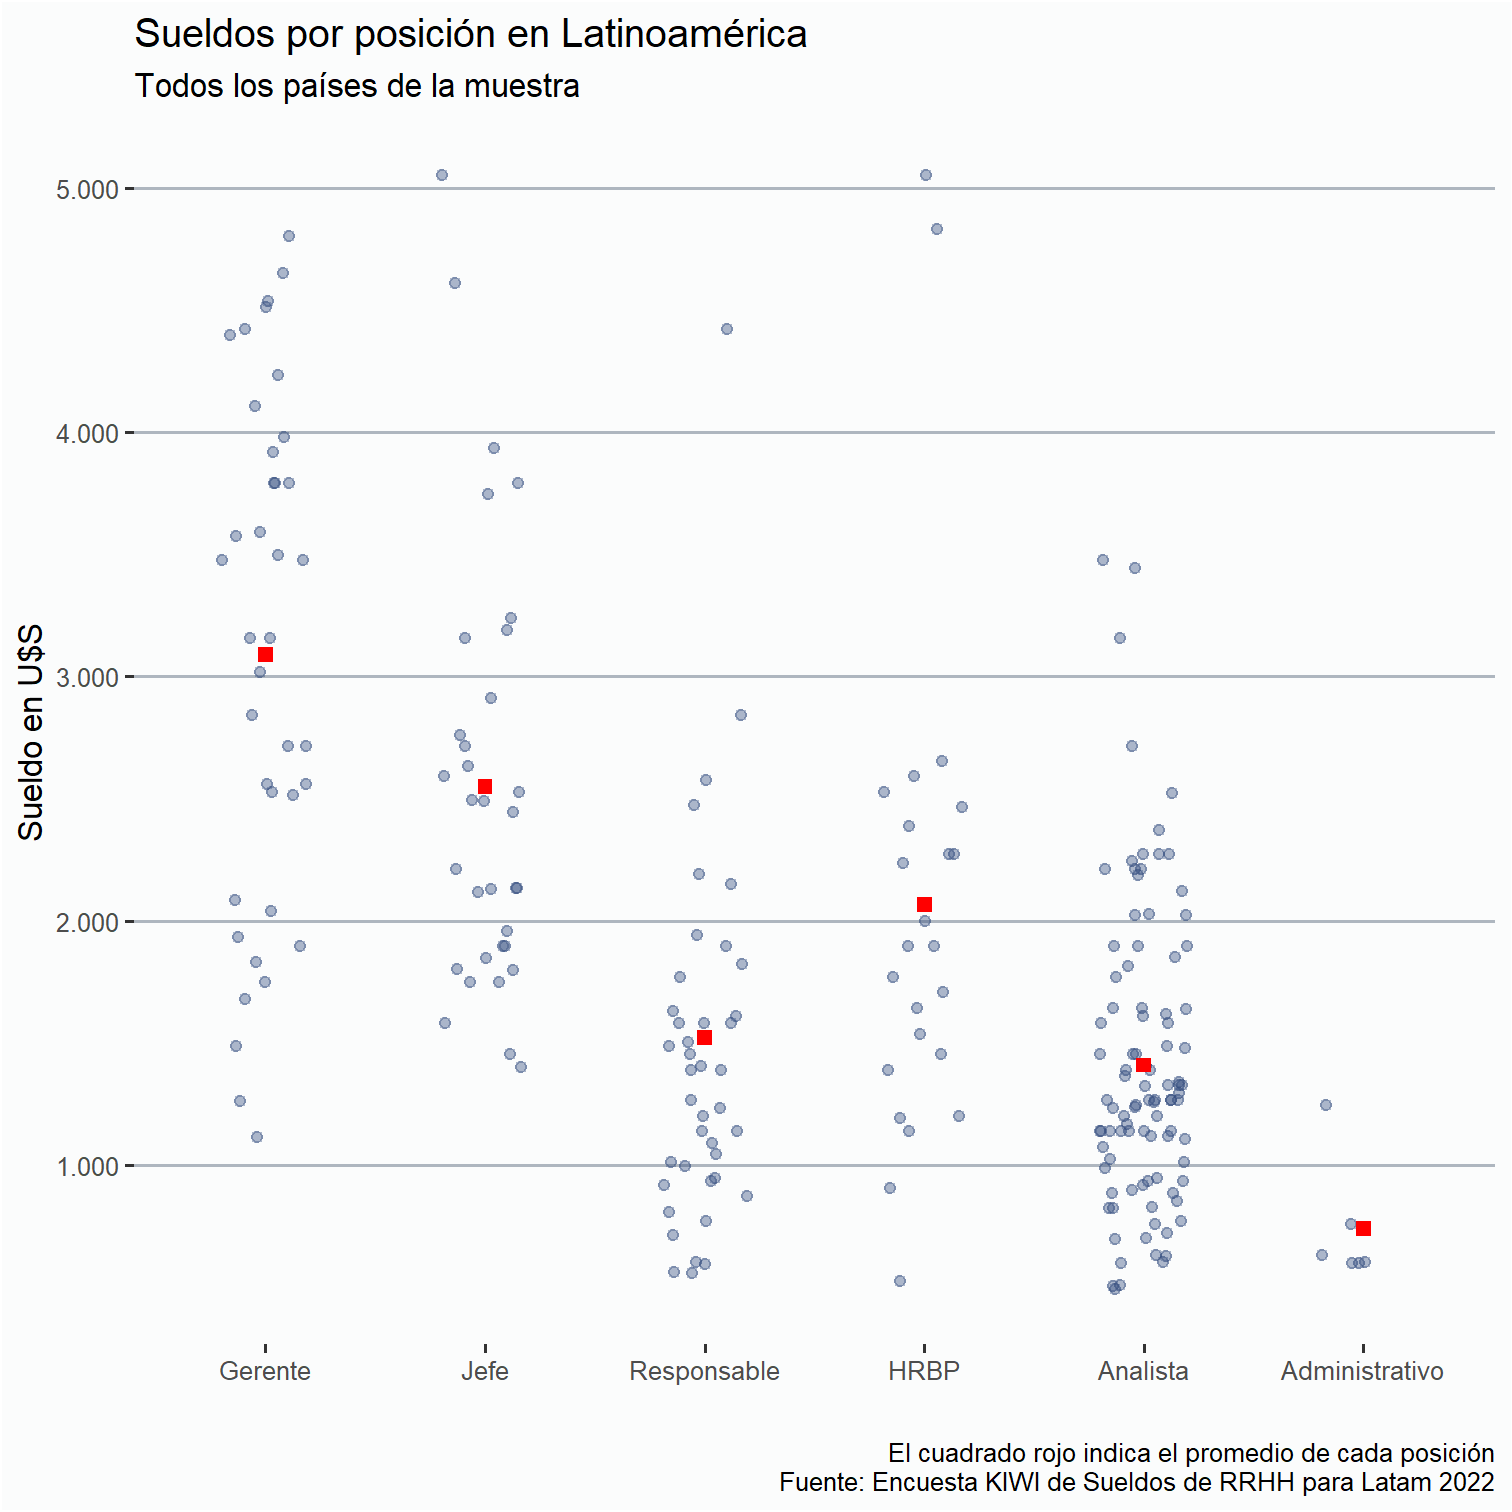 Sueldos por posición en Latinoamérica
Todos los países de la muestra
Sueldo en U$S
5.000
4.000
3.000
2.000
1.000
Gerente
Jefe
Responsable
HRBP
Analista
Administrativo
El cuadrado rojo indica el promedio de cada posición
Fuente: Encuesta KIWI de Sueldos de RRHH para Latam 2022